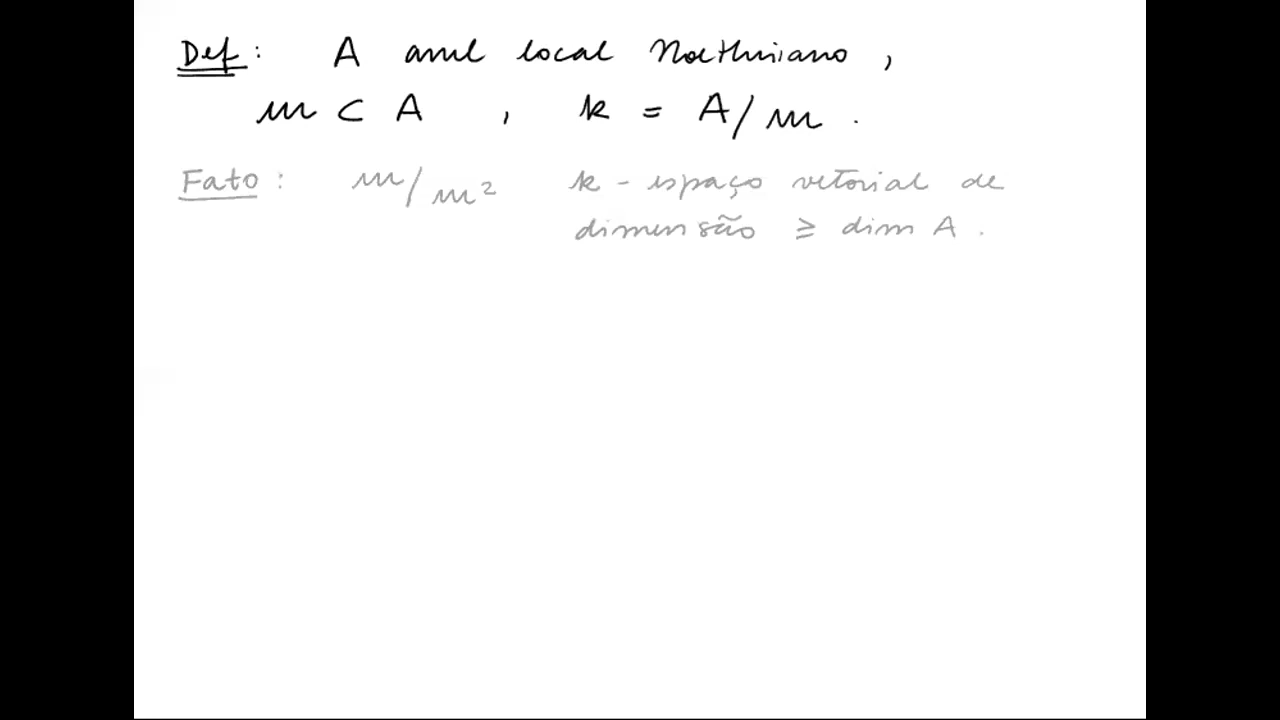 Def: A anel local Noetheriano,
m ⊂ A , k = A/m .
Fato: m/m² k-espaço vetorial de
dimensão ≥ dim A .